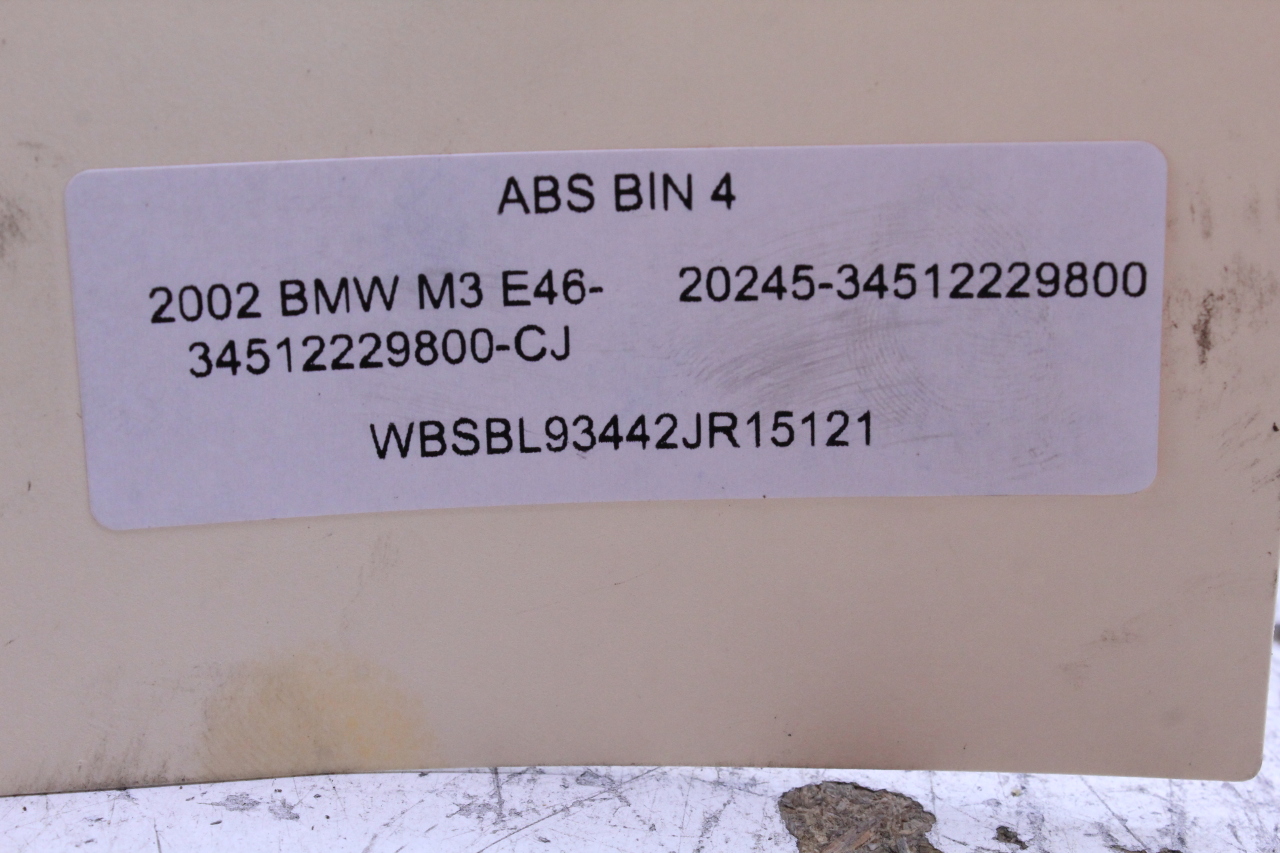 ABS BIN 4
2002 BMW M3 E46- 20245-34512229800
34512229800-CJ
WBSBL93442JR15121